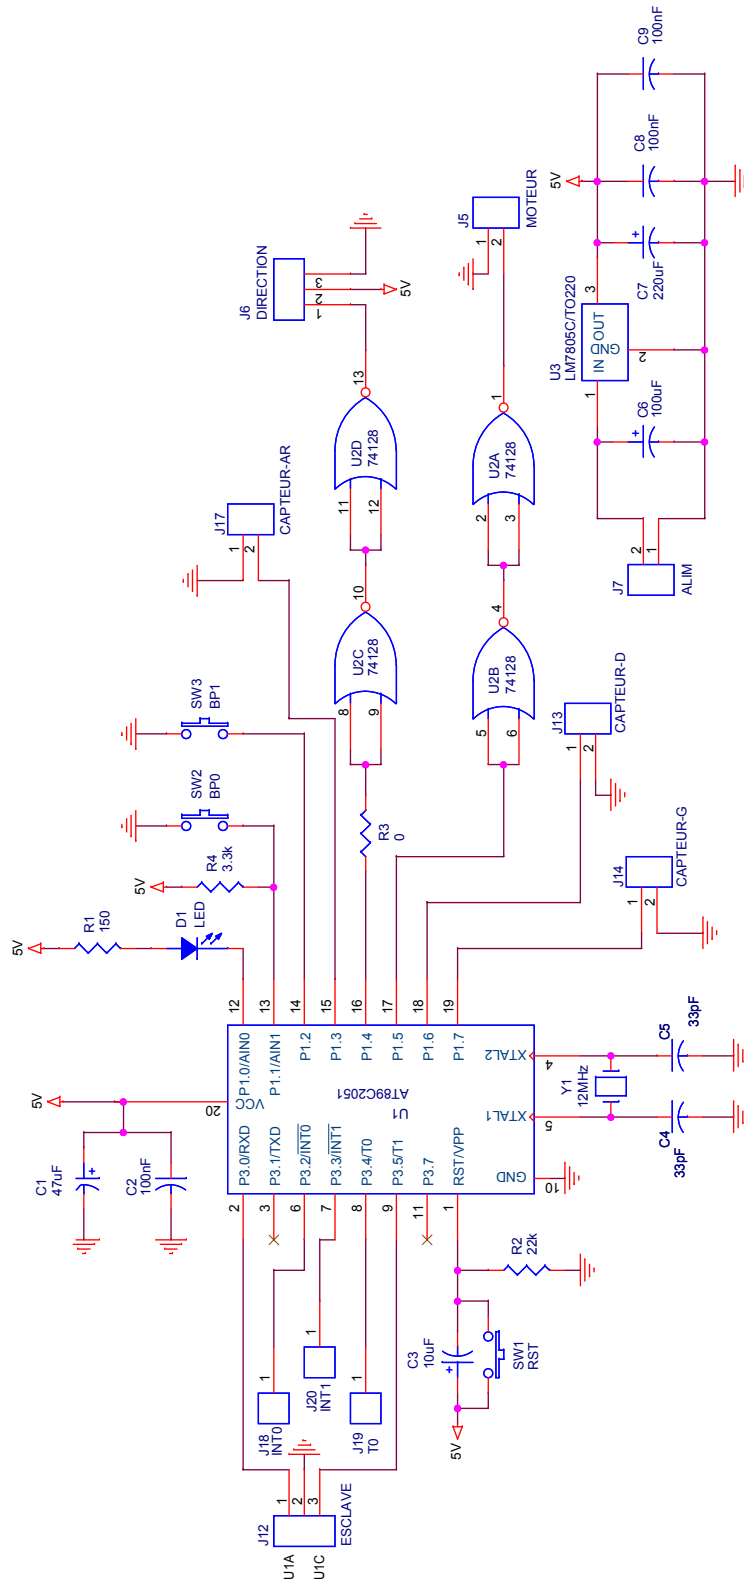 C9
100nF
C8
100nF
5V
C7
220uF
U3
LM7805C/TO220
IN
OUT
GND
1
3
2
C6
100uF
J7
ALIM
2
1
J5
MOTEUR
1
2
J6
DIRECTION
3
2
1
5V
U2D
74128
11
12
13
U2A
74128
2
3
1
J17
CAPTEUR-AR
1
2
U2C
74128
8
9
10
U2B
74128
5
6
4
SW3
BP1
SW2
BP0
R3
0
J13
CAPTEUR-D
1
2
J14
CAPTEUR-G
1
2
5V
R4
3.3k
5V
R1
150
D1
LED
12
13
14
15
16
17
18
19
P1.0/AIN0
P1.1/AIN1
P1.2
P1.3
P1.4
P1.5
P1.6
P1.7
U1
AT89C2051
VCC
20
P3.0/RXD
P3.1/TXD
P3.2/INT0
P3.3/INT1
P3.4/T0
P3.5/T1
P3.7
RST/VPP
XTAL2
XTAL1
GND
4
5
10
2
3
6
7
8
9
11
1
5V
C1
47uF
C2
100nF
Y1
12MHz
C5
33pF
C4
33pF
R2
22k
C3
10uF
SW1
RST
5V
J18
INT0
1
J20
INT1
1
J19
T0
1
J12
ESCLAVE
1
2
3
U1A
U1C